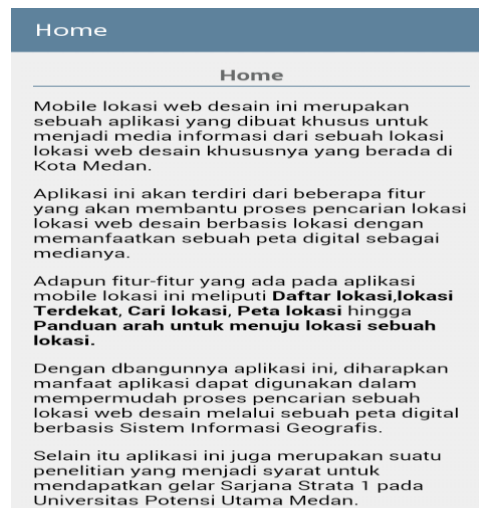 Home
Home
Mobile lokasi web desain ini merupakan
sebuah aplikasi yang dibuat khusus untuk
menjadi media informasi dari sebuah lokasi
lokasi web desain khususnya yang berada di
Kota Medan.
Aplikasi ini akan terdiri dari beberapa fitur
yang akan membantu proses pencarian lokasi
lokasi web desain berbasis lokasi dengan
memanfaatkan sebuah peta digital sebagai
medianya.
Adapun fitur-fitur yang ada pada aplikasi
mobile lokasi ini meliputi Daftar lokasi,lokasi
Terdekat, Cari lokasi, Peta lokasi hingga
Panduan arah untuk menuju lokasi sebuah
lokasi.
Dengan dbangunnya aplikasi ini, diharapkan
manfaat aplikasi dapat digunakan dalam
mempermudah proses pencarian sebuah
lokasi web desain melalui sebuah peta digital
berbasis Sistem Informasi Geografis.
Selain itu aplikasi ini juga merupakan suatu
penelitian yang menjadi syarat untuk
mendapatkan gelar Sarjana Strata 1 pada
Universitas Potensi Utama Medan.